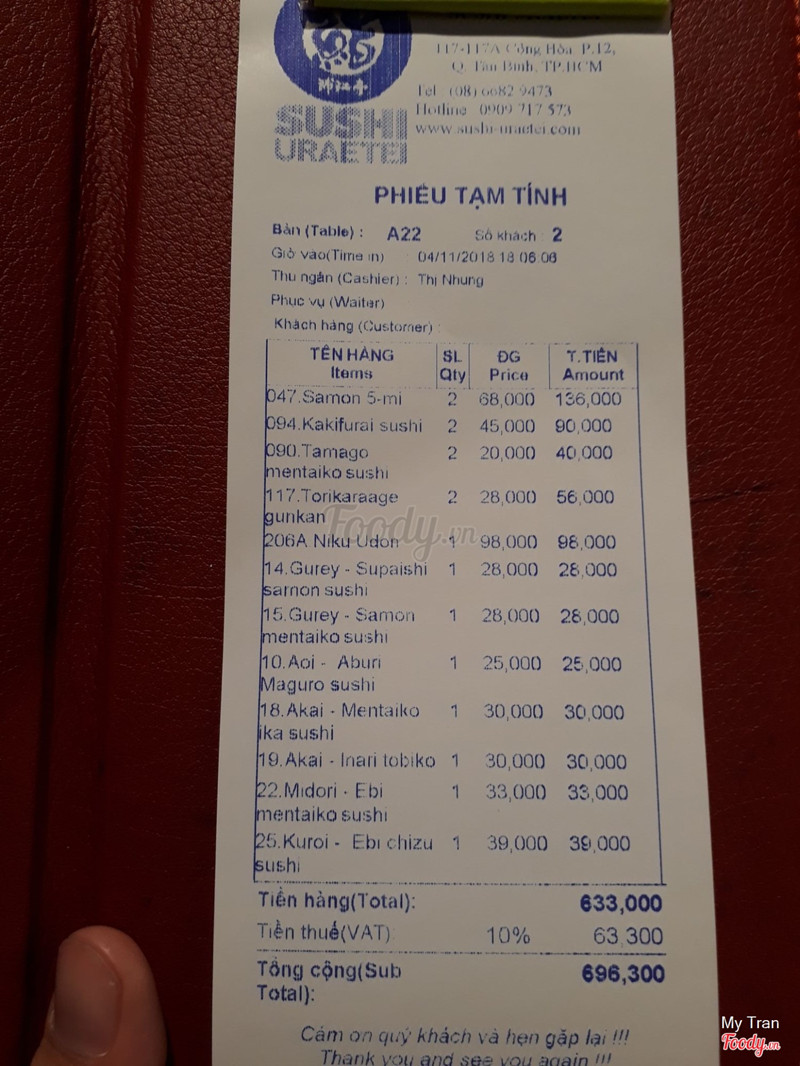 SUSHI
URAETEI
117-117A Cộng Hòa, P.12,
Q. Tân Bình, TP.HCM
Tel : (08) 6682 9473
Hotline : 0909 717 573
www.sushi-uraetei.com
PHIẾU TẠM TÍNH
Bàn (Table) : A22 Số khách : 2
Giờ vào(Time in) : 04/11/2018 18:06:06
Thu ngân (Cashier) : Thị Nhung
Phục vụ (Waiter)
Khách hàng (Customer) :
TÊN HÀNG SL ĐG T.TIỀN
Items Qty Price Amount
047.Samon 5-mi 2 68,000 136,000
094.Kakifurai sushi 2 45,000 90,000
090.Tamago 2 20,000 40,000
mentaiko sushi
117.Torikaraage 2 28,000 56,000
gunkan
206A Niku Udon 1 98,000 98,000
14.Gurey - Supaishi 1 28,000 28,000
samon sushi
15.Gurey - Samon 1 28,000 28,000
mentaiko sushi
10.Aoi - Aburi 1 25,000 25,000
Maguro sushi
18.Akai - Mentaiko 1 30,000 30,000
ika sushi
19.Akai - Inari tobiko 1 30,000 30,000
22.Midori - Ebi 1 33,000 33,000
mentaiko sushi
25.Kuroi - Ebi chizu 1 39,000 39,000
sushi
Tiền hàng(Total): 633,000
Tiền thuế(VAT) 10% 63,300
Tổng cộng(Sub 696,300
Total):
Cám ơn quý khách và hẹn gặp lại !!!
Thank you and see you again !!!
Foody.vn
My Tran
Foody.vn